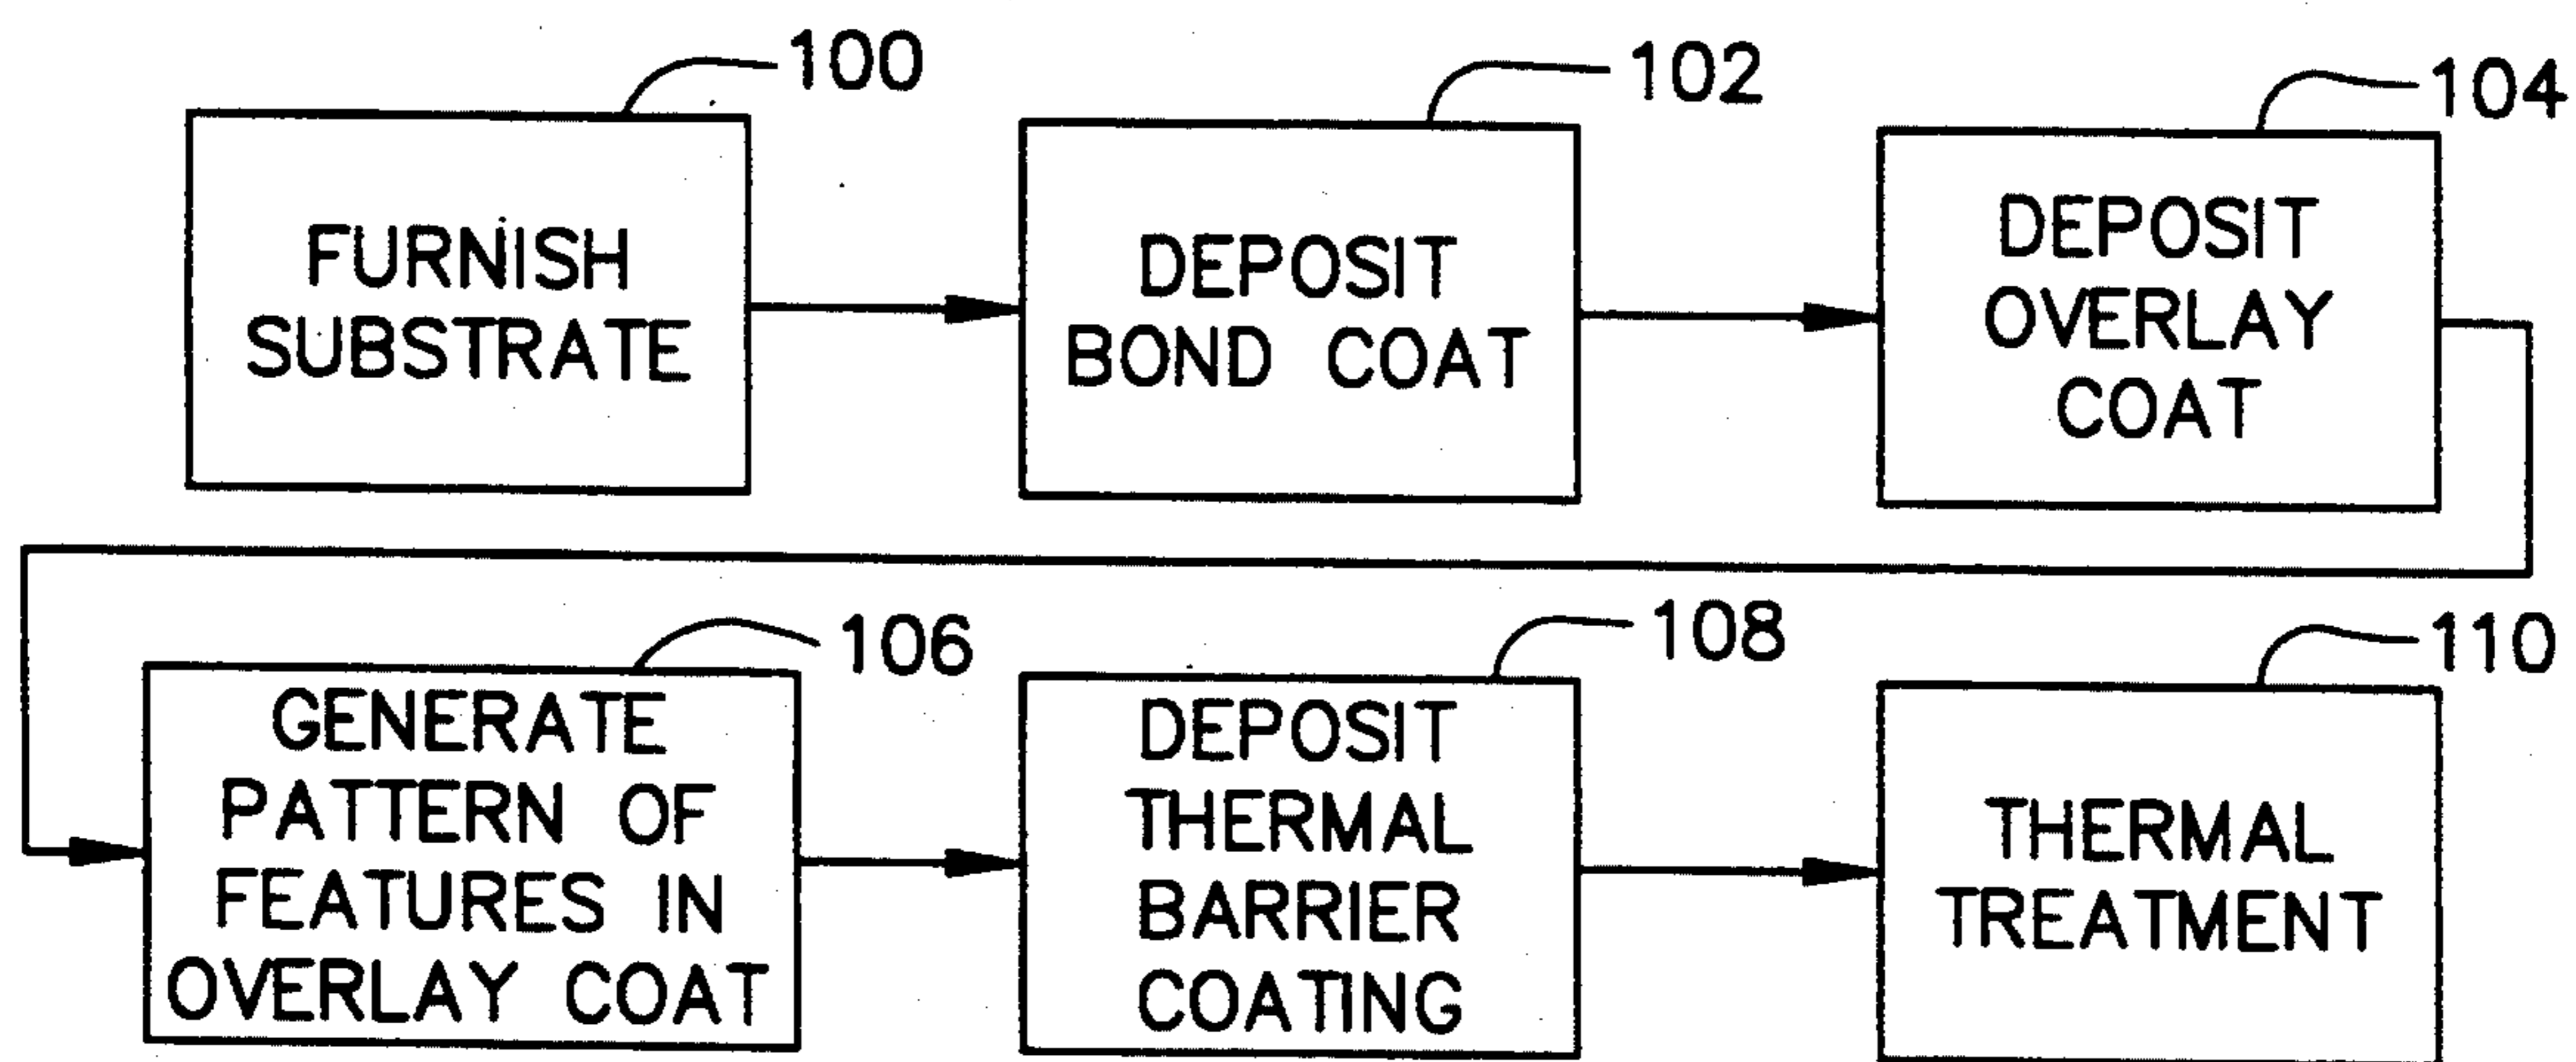 100
FURNISH
SUBSTRATE
102
DEPOSIT
BOND COAT
104
DEPOSIT
OVERLAY
COAT
106
GENERATE
PATTERN OF
FEATURES IN
OVERLAY COAT
108
DEPOSIT
THERMAL
BARRIER
COATING
110
THERMAL
TREATMENT